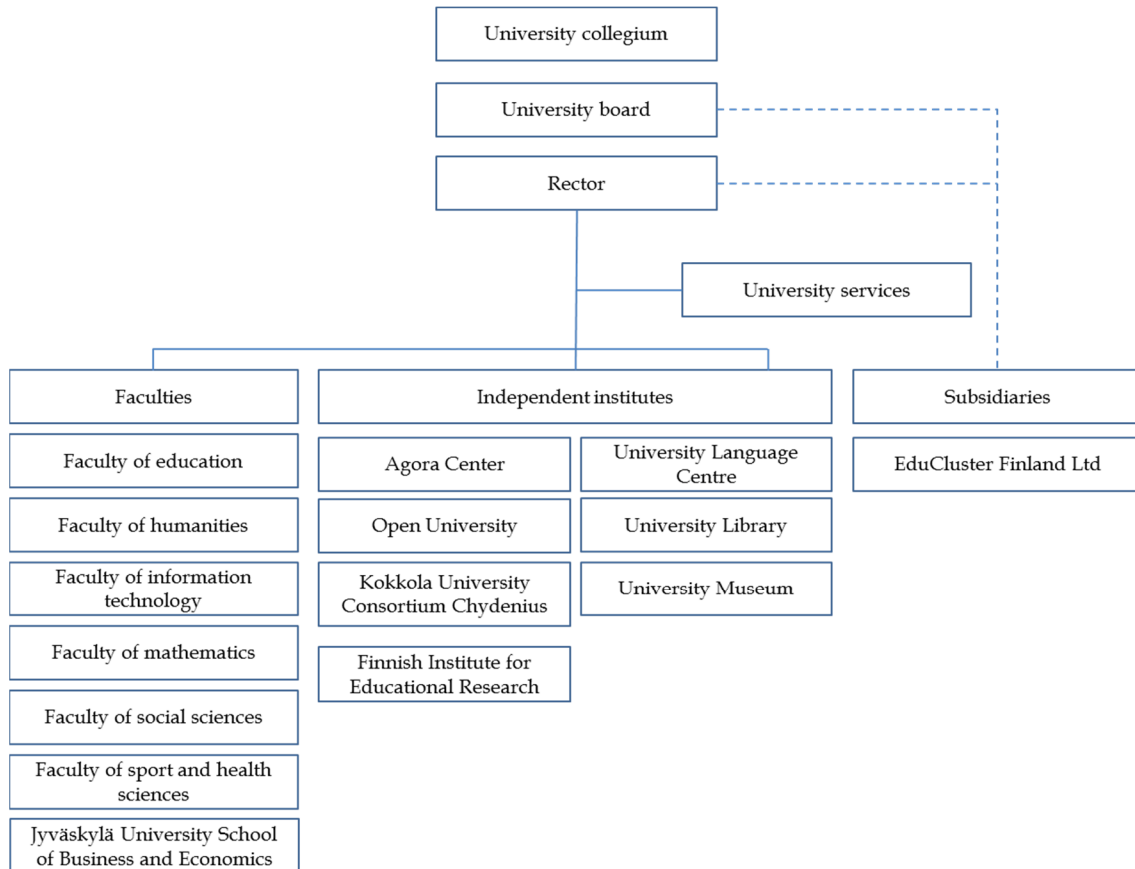 University collegium
University board
Rector
University services
Faculties
Independent institutes
Subsidiaries
Faculty of education
Faculty of humanities
Faculty of information
technology
Faculty of mathematics
Faculty of social sciences
Faculty of sport and health
sciences
Jyväskylä University School
of Business and Economics
Agora Center
Open University
Kokkola University
Consortium Chydenius
Finnish Institute for
Educational Research
University Language
Centre
University Library
University Museum
EduCluster Finland Ltd